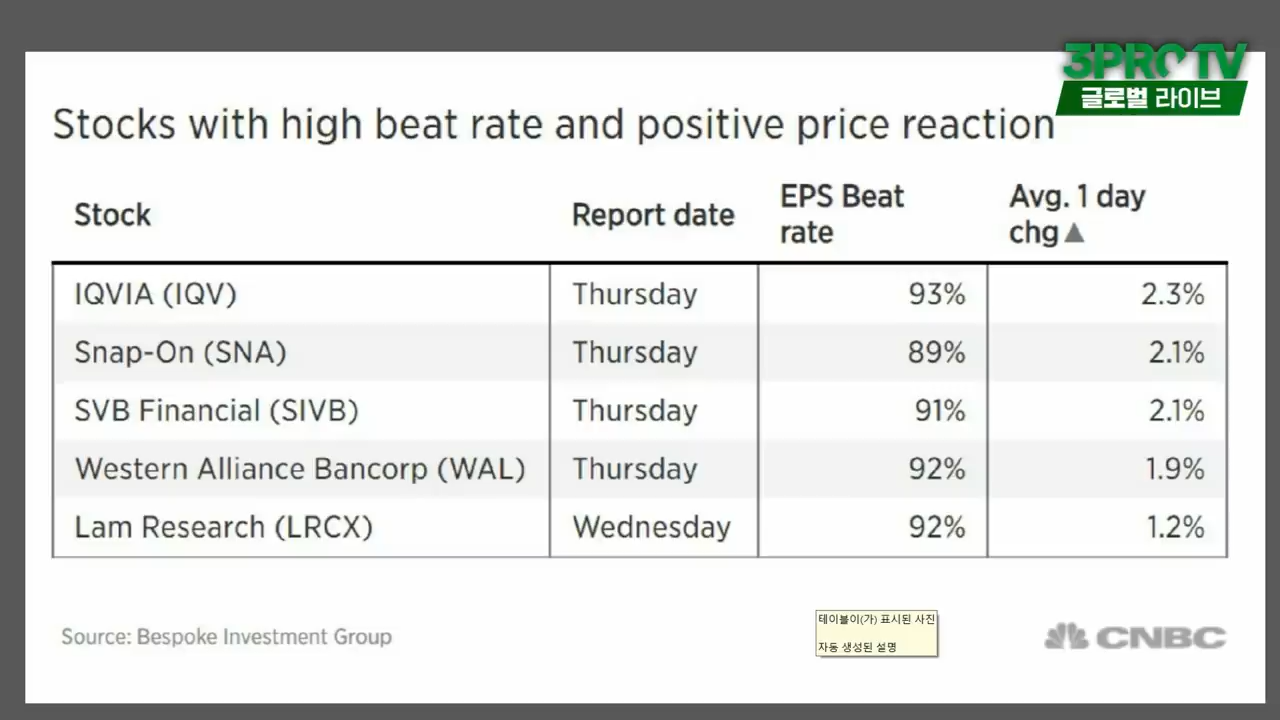 3PROTV
글로벌 라이브
Stocks with high beat rate and positive price reaction
Stock Report date EPS Beat rate Avg. 1 day chg▲
IQVIA (IQV) Thursday 93% 2.3%
Snap-On (SNA) Thursday 89% 2.1%
SVB Financial (SIVB) Thursday 91% 2.1%
Western Alliance Bancorp (WAL) Thursday 92% 1.9%
Lam Research (LRCX) Wednesday 92% 1.2%
Source: Bespoke Investment Group
테이블이(가) 표시된 사진
자동 생성된 설명
CNBC